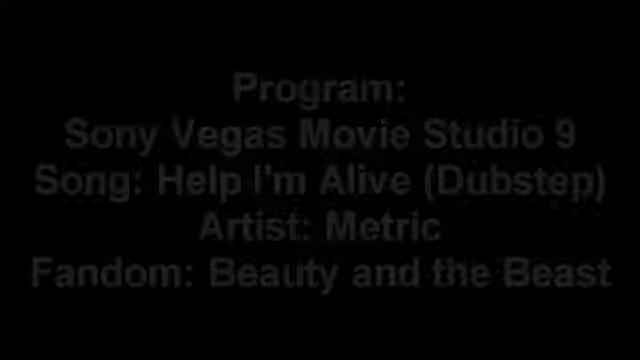 Program:
Sony Vegas Movie Studio 9
Song: Help I'm Alive (Dubstep)
Artist: Metric
Fandom: Beauty and the Beast